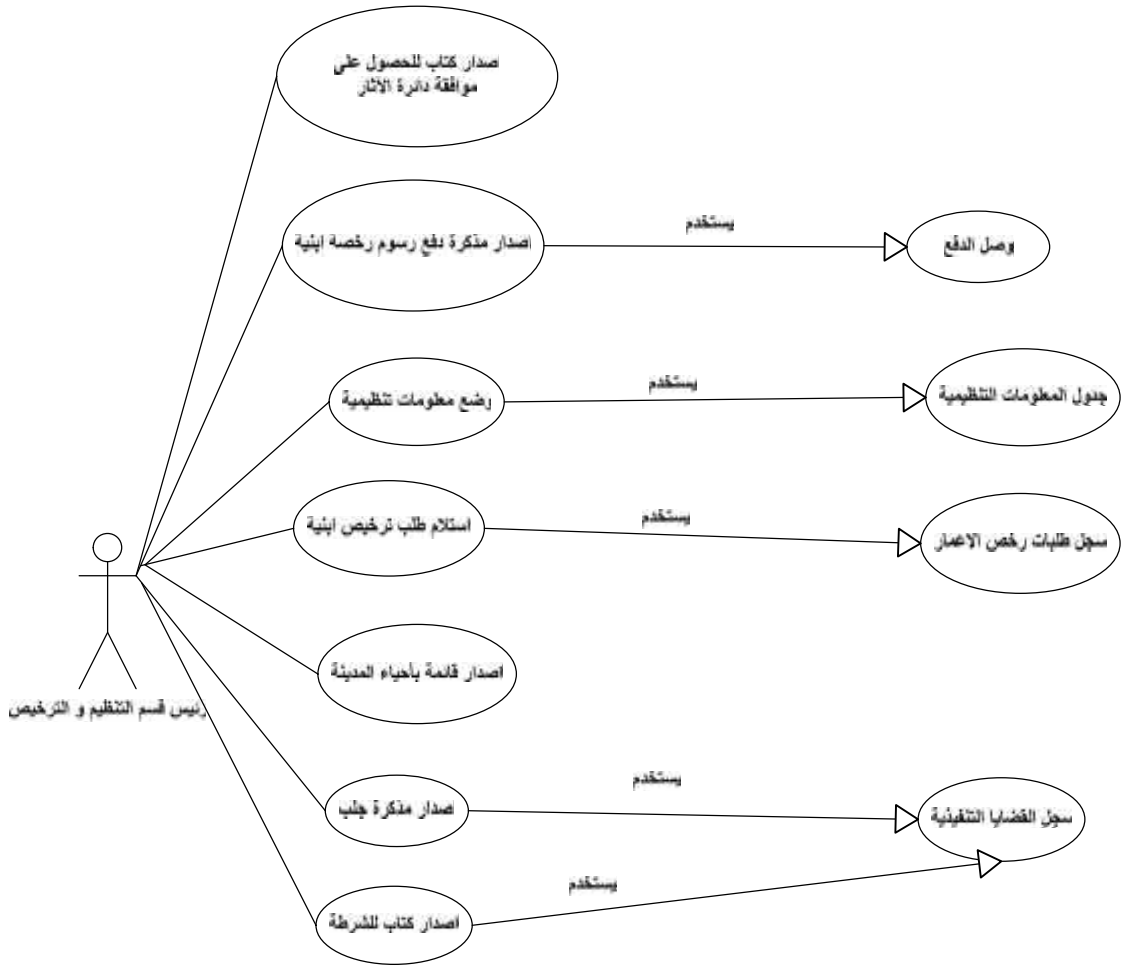 اصدار كتاب للحصول على
موافقة دائرة الآثار
اصدار مذكرة دفع رسوم رخصة ابنية
يستخدم
وصل الدفع
وضع معلومات تنظيمية
يستخدم
جدول المعلومات التنظيمية
استلام طلب ترخيص ابنية
يستخدم
سجل طلبات رخص الاعمار
اصدار قائمة بأحياء المدينة
رئيس قسم التنظيم و الترخيص
اصدار مذكرة جلب
يستخدم
سجل القضايا التنفيذية
اصدار كتاب للشرطة
يستخدم